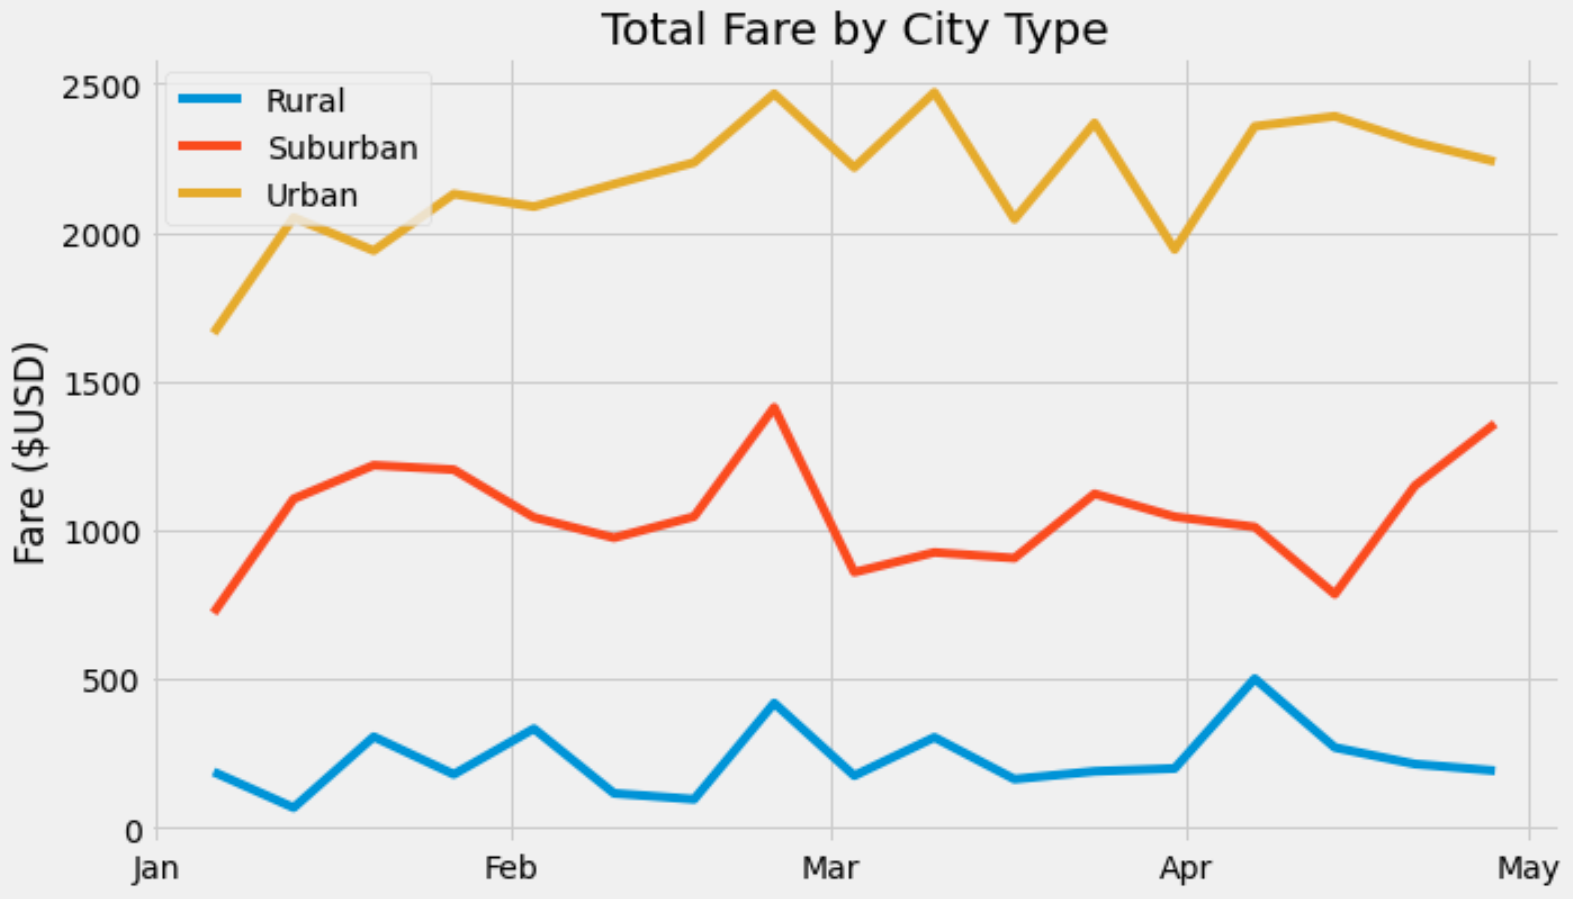 Total Fare by City Type
Rural
Suburban
Urban
Fare ($USD)
2500
2000
1500
1000
500
0
Jan Feb Mar Apr May